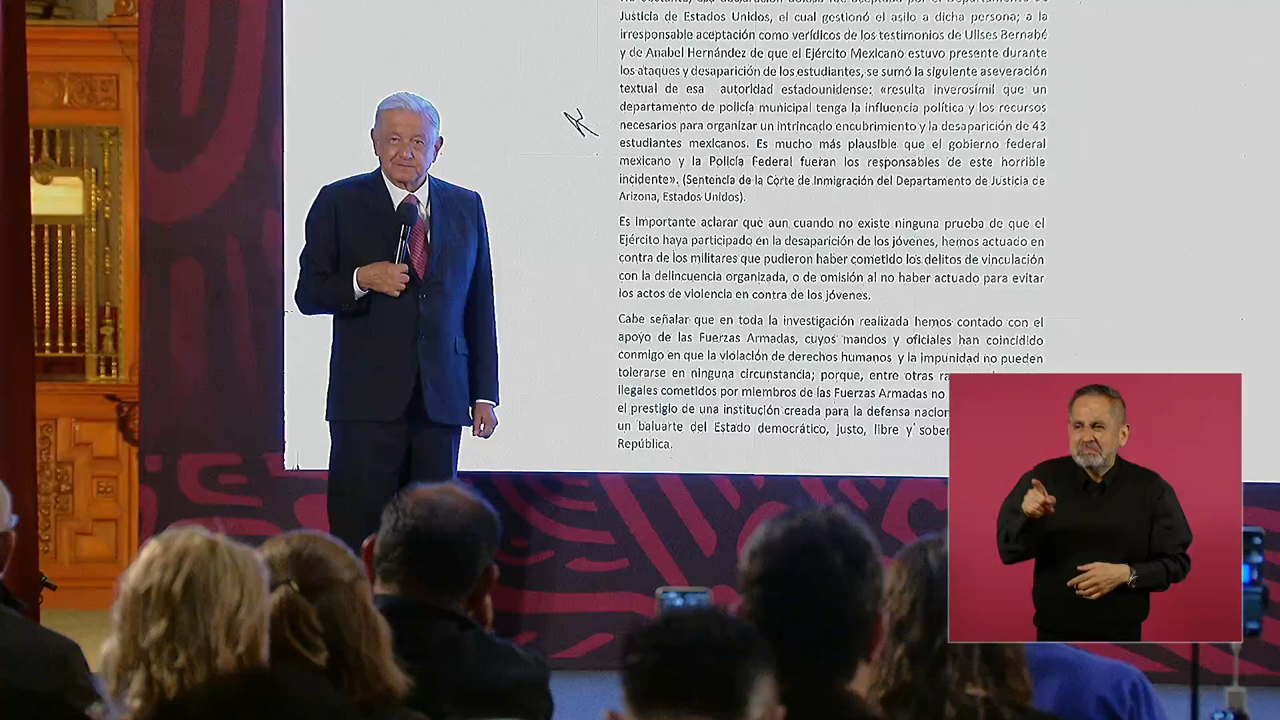 Justicia de Estados Unidos, el cual gestionó el asilo a dicha persona; a la
irresponsable aceptación como verídicos de los testimonios de Ulises Bernabé
y de Anabel Hernández de que el Ejército Mexicano estuvo presente durante
los ataques y desaparición de los estudiantes, se sumó la siguiente aseveración
textual de esa autoridad estadounidense: «resulta inverosímil que un
departamento de policía municipal tenga la influencia política y los recursos
necesarios para organizar un intrincado encubrimiento y la desaparición de 43
estudiantes mexicanos. Es mucho más plausible que el gobierno federal
mexicano y la Policía Federal fueran los responsables de este horrible
incidente». (Sentencia de la Corte de Inmigración del Departamento de Justicia de
Arizona, Estados Unidos).
Es importante aclarar que aun cuando no existe ninguna prueba de que el
Ejército haya participado en la desaparición de los jóvenes, hemos actuado en
contra de los militares que pudieron haber cometido los delitos de vinculación
con la delincuencia organizada, o de omisión al no haber actuado para evitar
los actos de violencia en contra de los jóvenes.
Cabe señalar que en toda la investigación realizada hemos contado con el
apoyo de las Fuerzas Armadas, cuyos mandos y oficiales han coincidido
conmigo en que la violación de derechos humanos y la impunidad no pueden
tolerarse en ninguna circunstancia; porque, entre otras
ilegales cometidos por miembros de las Fuerzas Armadas no
el prestigio de una institución creada para la defensa
un baluarte del Estado democrático, justo, libre y
República.